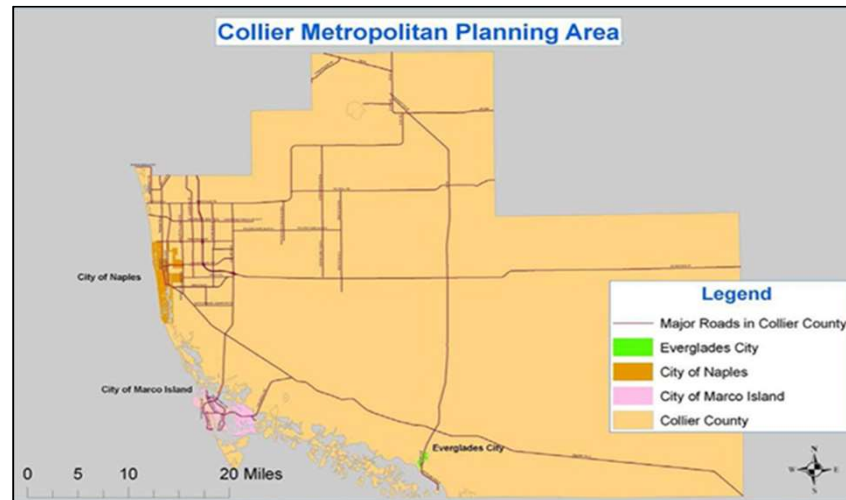 Collier Metropolitan Planning Area
City of Naples
City of Marco Island
Everglades City
Legend
Major Roads in Collier County
Everglades City
City of Naples
City of Marco Island
Collier County
0 5 10 20 Miles
N
W E
S